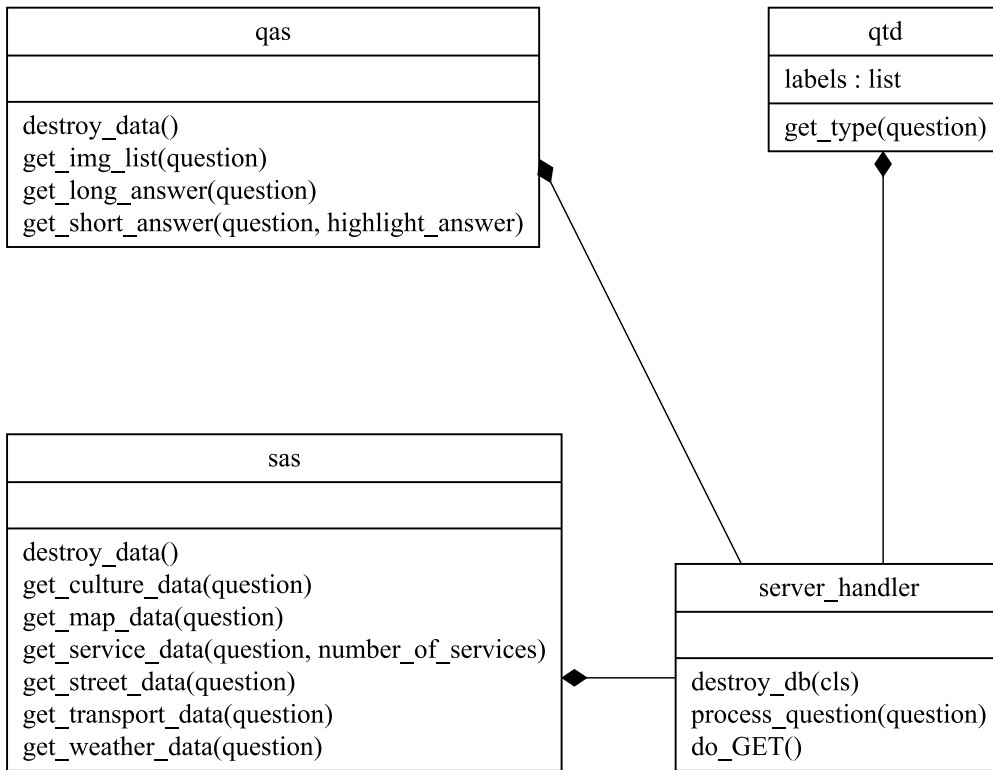 qas
destroy_data()
get_img_list(question)
get_long_answer(question)
get_short_answer(question, highlight_answer)
qtd
labels : list
get_type(question)
sas
destroy_data()
get_culture_data(question)
get_map_data(question)
get_service_data(question, number_of_services)
get_street_data(question)
get_transport_data(question)
get_weather_data(question)
server_handler
destroy_db(cls)
process_question(question)
do_GET()